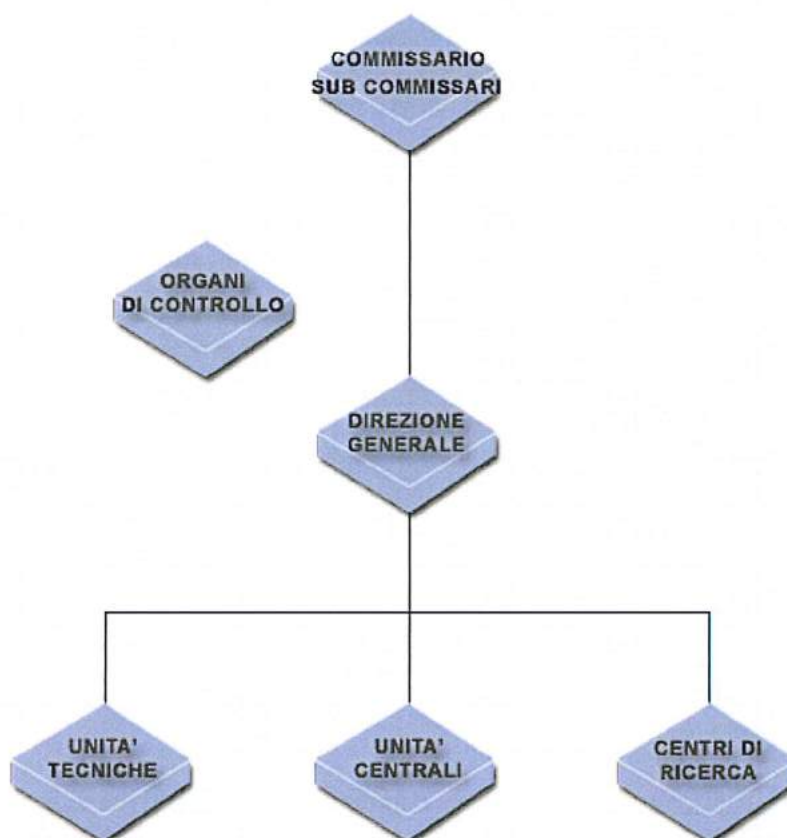 COMMISSARIO
SUB COMMISSARI
ORGANI
DI CONTROLLO
DIREZIONE
GENERALE
UNITA'
TECNICHE
UNITA'
CENTRALI
CENTRI DI
RICERCA